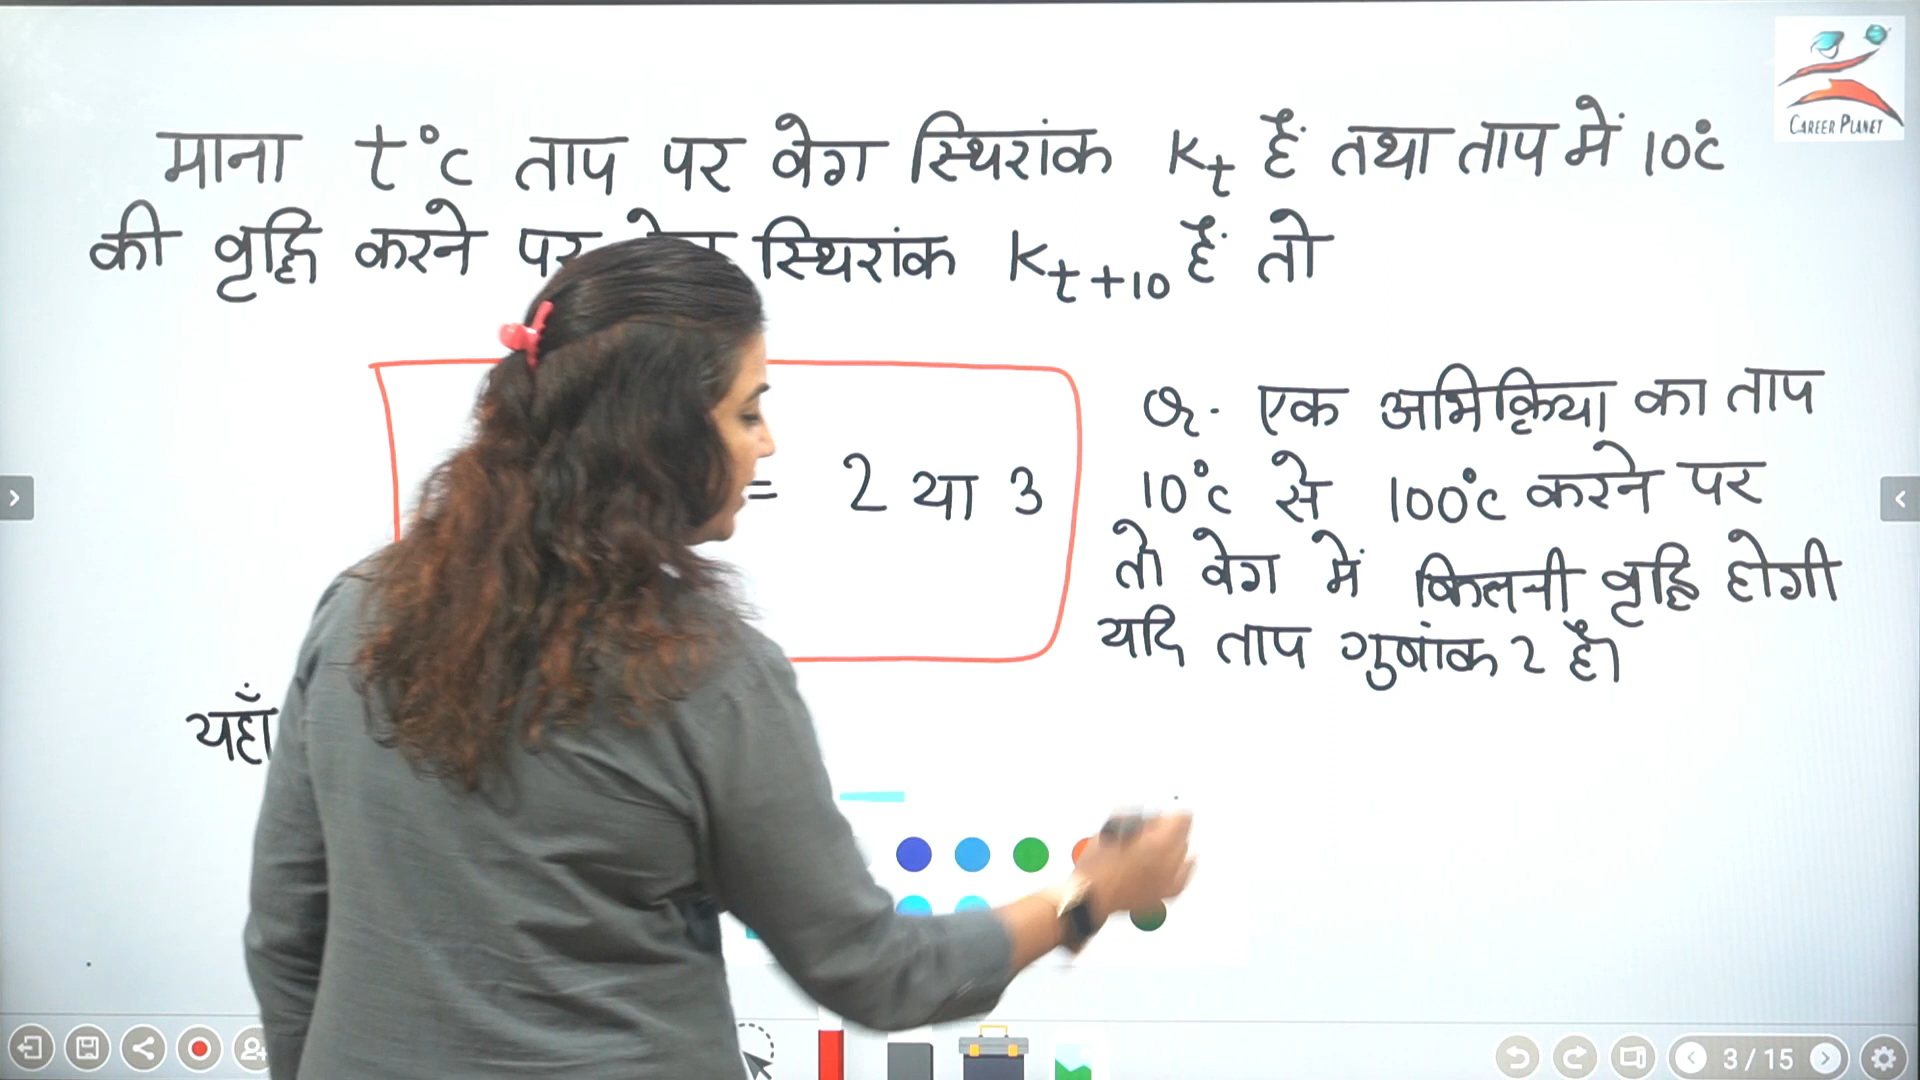 माना t°c ताप पर वेग स्थिरांक Kt हैं तथा ताप में 10°c
की वृद्धि करने पर स्थिरांक Kt+10 हैं तो
= 2 या 3
Q. एक अभिक्रिया का ताप
10°c से 100°c करने पर
तो वेग में कितनी वृद्धि होगी
यदि ताप गुणांक 2 है।
यहाँ
CAREER PLANET
3 / 15